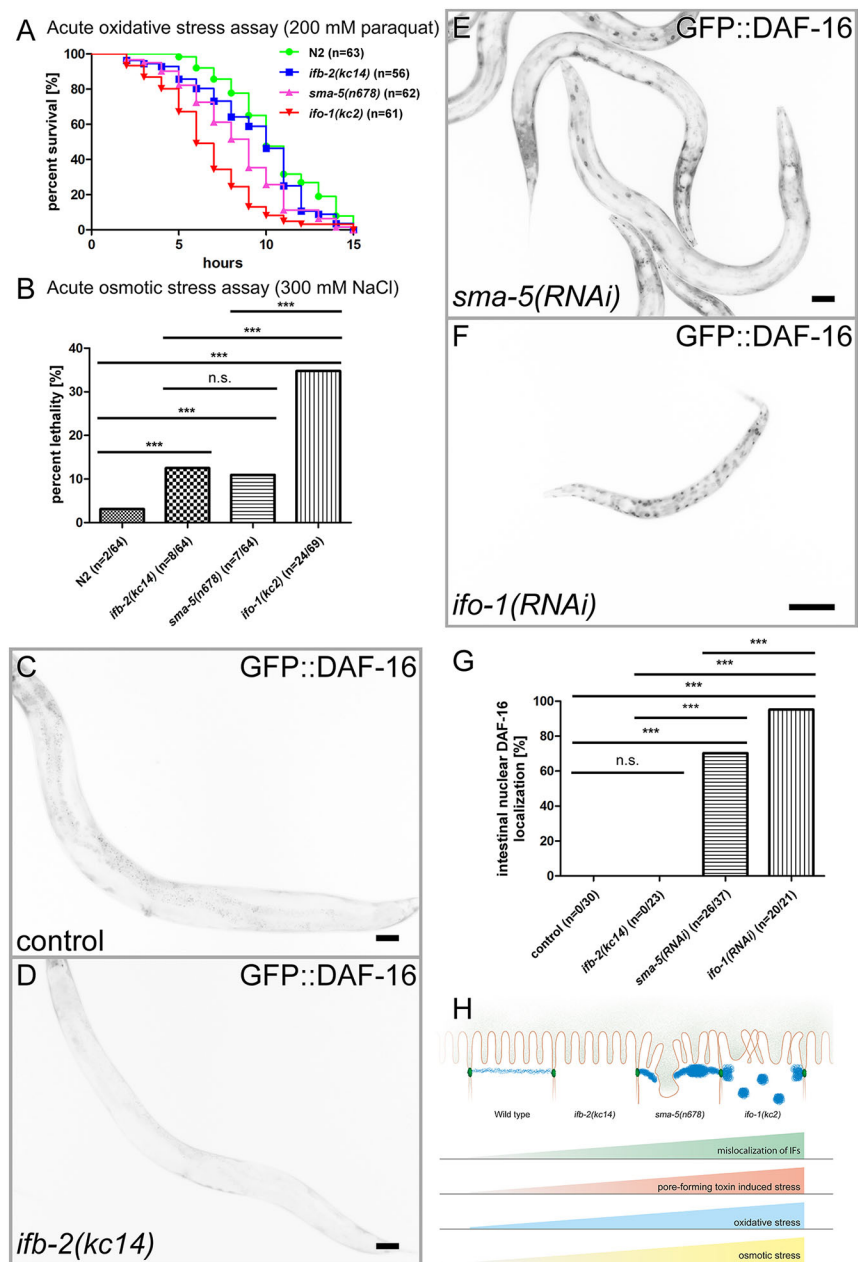 A Acute oxidative stress assay (200 mM paraquat)
percent survival [%]
100
80
60
40
20
0
0 5 10 15
hours
N2 (n=63)
ifb-2(kc14) (n=56)
sma-5(n678) (n=62)
ifo-1(kc2) (n=61)
B Acute osmotic stress assay (300 mM NaCl)
percent lethality [%]
40
30
20
10
0
***
***
***
n.s.
***
***
N2 (n=2/64)
ifb-2(kc14) (n=8/64)
sma-5(n678) (n=7/64)
ifo-1(kc2) (n=24/69)
C GFP::DAF-16
control
D GFP::DAF-16
ifb-2(kc14)
E GFP::DAF-16
sma-5(RNAi)
F GFP::DAF-16
ifo-1(RNAi)
G
intestinal nuclear DAF-16
localization [%]
100
80
60
40
20
0
***
***
***
***
***
n.s.
control (n=0/30)
ifb-2(kc14) (n=0/23)
sma-5(RNAi) (n=26/37)
ifo-1(RNAi) (n=20/21)
H
Wild type ifb-2(kc14) sma-5(n678) ifo-1(kc2)
mislocalization of IFs
pore-forming toxin induced stress
oxidative stress
osmotic stress